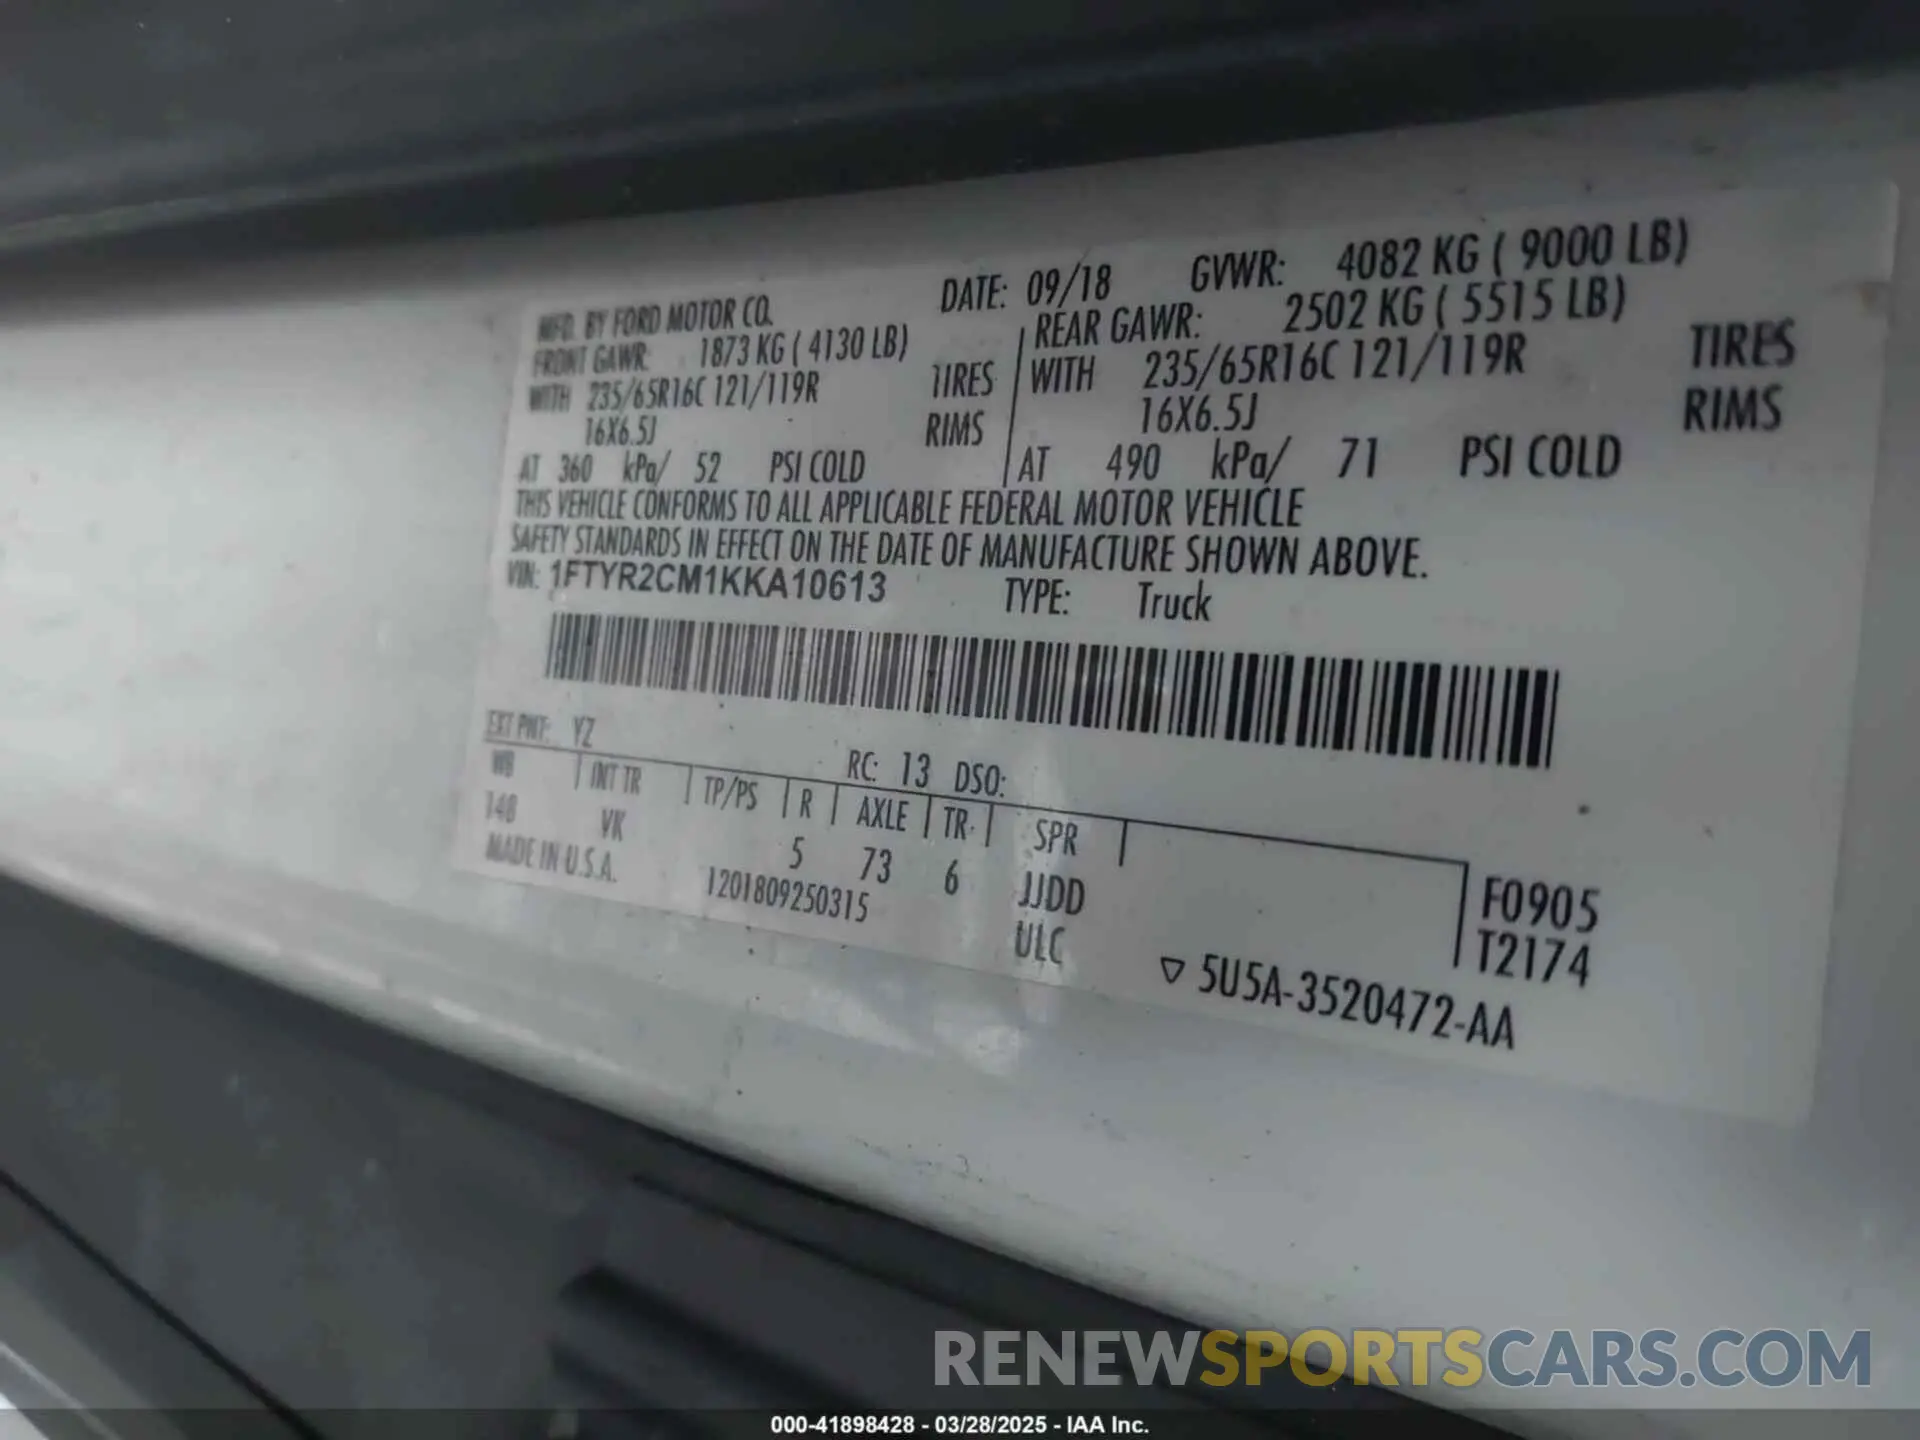 MFD. BY FORD MOTOR CO. DATE: 09/18 GVWR: 4082 KG ( 9000 LB)
FRONT GAWR: 1873 KG ( 4130 LB) REAR GAWR: 2502 KG ( 5515 LB)
WITH 235/65R16C 121/119R TIRES WITH 235/65R16C 121/119R TIRES
16X6.5J RIMS 16X6.5J RIMS
AT 360 kPa/ 52 PSI COLD AT 490 kPa/ 71 PSI COLD
THIS VEHICLE CONFORMS TO ALL APPLICABLE FEDERAL MOTOR VEHICLE
SAFETY STANDARDS IN EFFECT ON THE DATE OF MANUFACTURE SHOWN ABOVE.
VIN: 1FTYR2CM1KKA10613 TYPE: Truck
EXT PNT: YZ RC: 13 DSO:
WB INT TR TP/PS R AXLE TR SPR
148 VK 5 73 6 JJDD F0905
MADE IN U.S.A. 1201809250315 ULC T2174
▽ 5U5A-3520472-AA
RENEWSPORTSCARS.COM
000-41898428 - 03/28/2025 - IAA Inc.